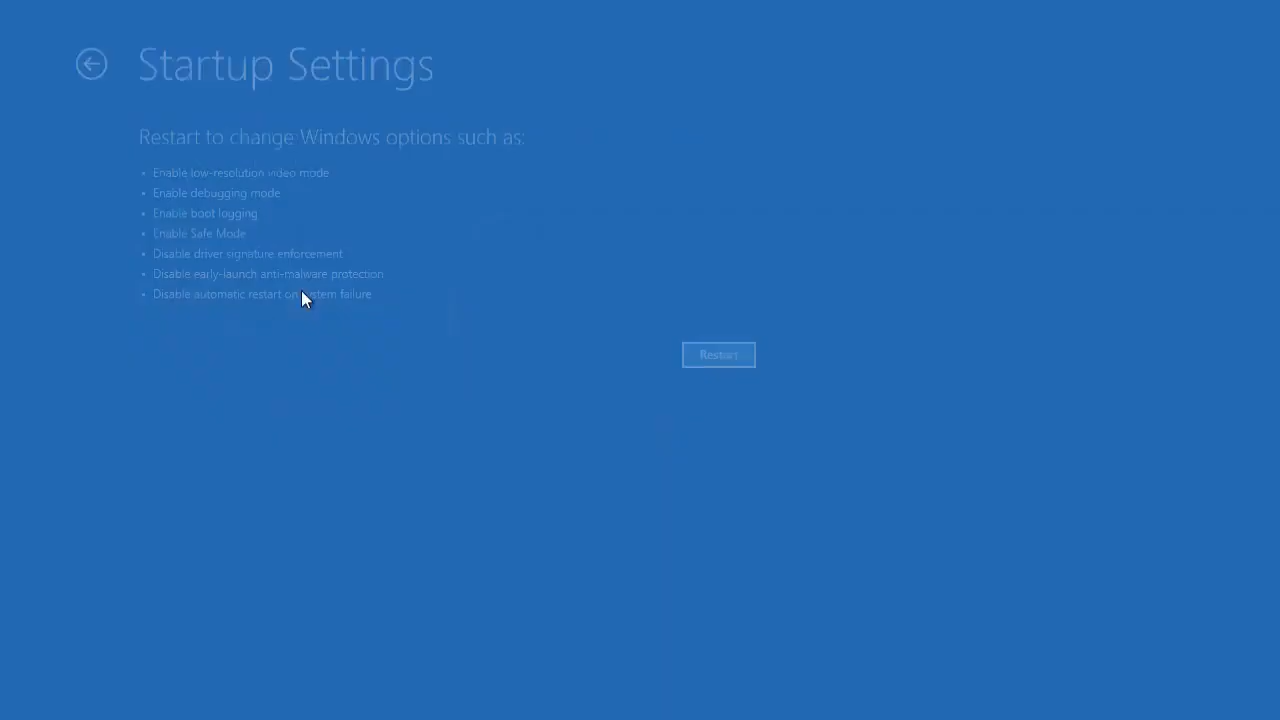 Startup Settings
Restart to change Windows options such as:
Enable low-resolution video mode
Enable debugging mode
Enable boot logging
Enable Safe Mode
Disable driver signature enforcement
Disable early-launch anti-malware protection
Disable automatic restart on system failure
Restart